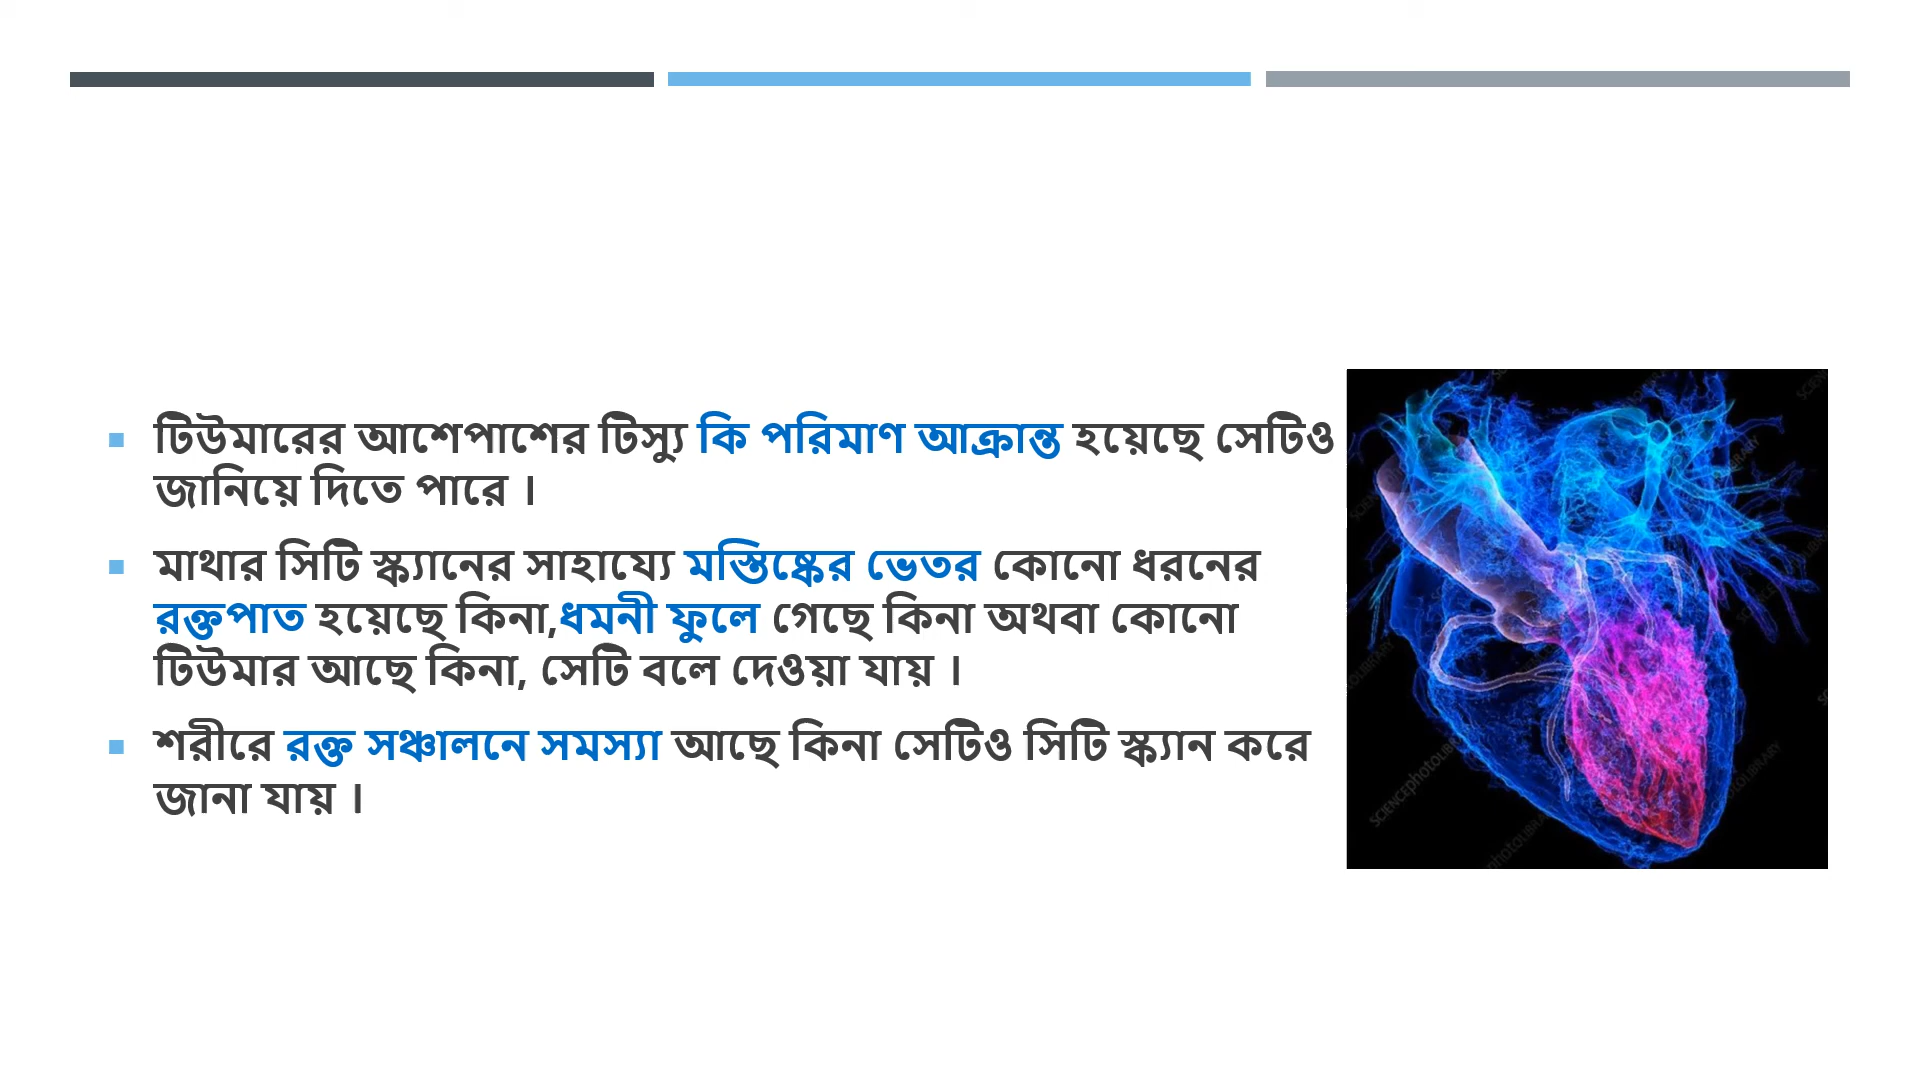 টিউমারের আশেপাশের টিস্যু কি পরিমাণ আক্রান্ত হয়েছে সেটিও
জানিয়ে দিতে পারে ।
মাথার সিটি স্ক্যানের সাহায্যে মস্তিষ্কের ভেতর কোনো ধরনের
রক্তপাত হয়েছে কিনা,ধমনী ফুলে গেছে কিনা অথবা কোনো
টিউমার আছে কিনা, সেটি বলে দেওয়া যায় ।
শরীরে রক্ত সঞ্চালনে সমস্যা আছে কিনা সেটিও সিটি স্ক্যান করে
জানা যায় ।
SCIENCEphotoLIBRARY